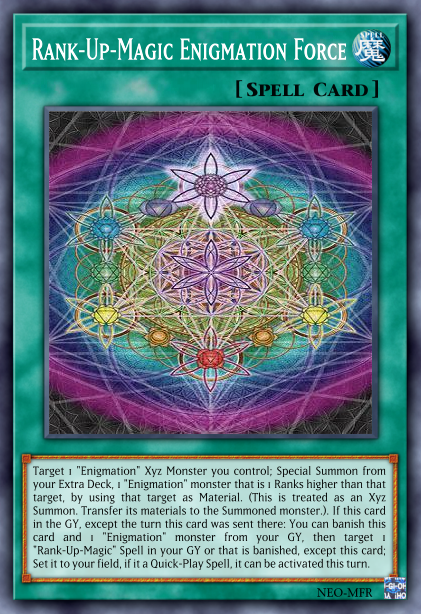 Rank-Up-Magic Enigmation Force
SPELL
魔
[ Spell Card ]
Target 1 "Enigmation" Xyz Monster you control; Special Summon from
your Extra Deck, 1 "Enigmation" monster that is 1 Ranks higher than that
target, by using that target as Material. (This is treated as an Xyz
Summon. Transfer its materials to the Summoned monster.). If this card
in the GY, except the turn this card was sent there: You can banish this
card and 1 "Enigmation" monster from your GY, then target 1
"Rank-Up-Magic" Spell in your GY or that is banished, except this card;
Set it to your field, if it a Quick-Play Spell, it can be activated this turn.
NEO-MFR